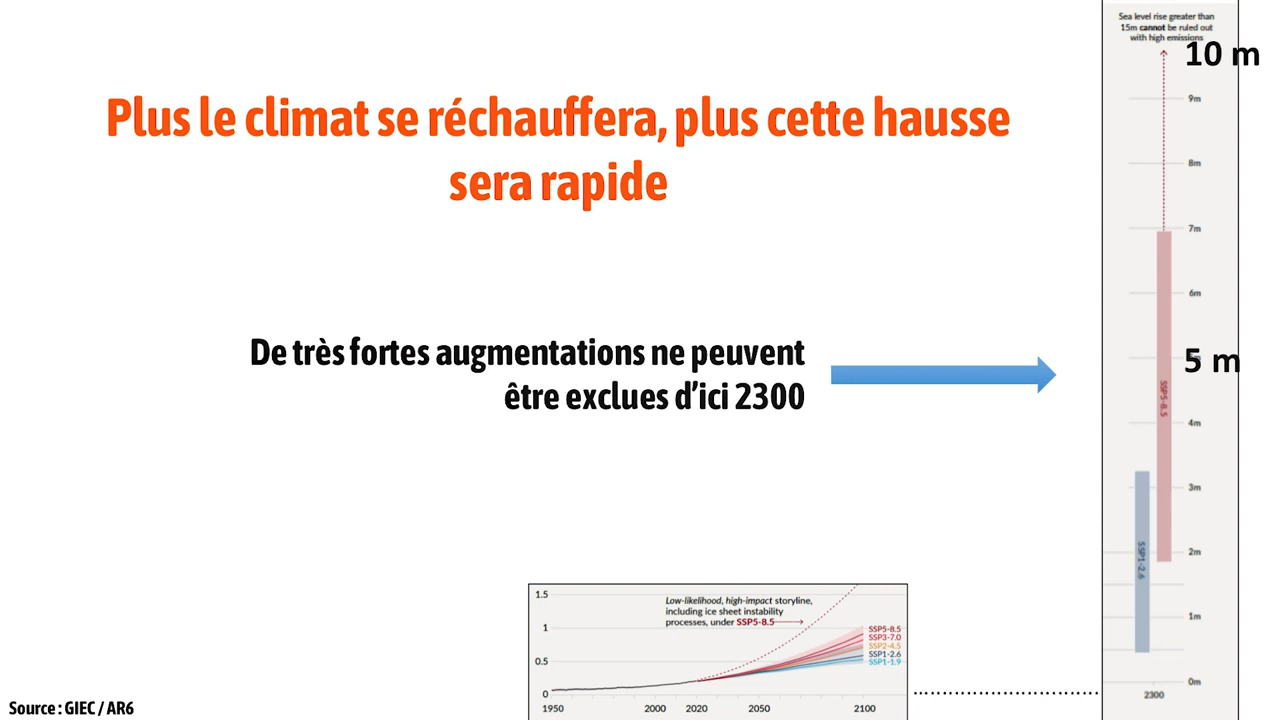 Plus le climat se réchauffera, plus cette hausse
sera rapide
De très fortes augmentations ne peuvent
être exclues d'ici 2300
Sea level rise greater than
15m cannot be ruled out
with high emissions
10 m
9m
8m
7m
6m
5 m
4m
3m
2m
1m
0m
SSP5-8.5
SSP1-2.6
2300
1.5
1
0.5
0
Low-likelihood, high-impact storyline,
including ice sheet instability
processes, under SSP5-8.5
SSP5-8.5
SSP3-7.0
SSP2-4.5
SSP1-2.6
SSP1-1.9
1950 2000 2020 2050 2100
Source : GIEC / AR6